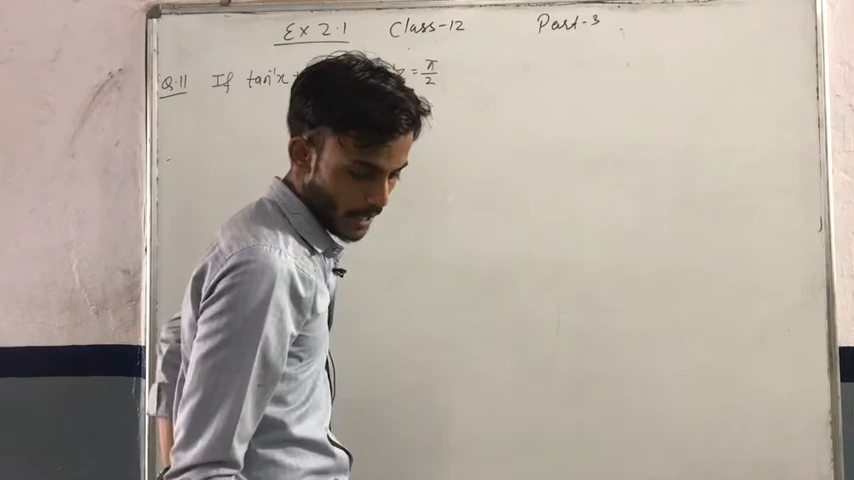 Ex 2.1 Class-12 Part-3
Q.11 If tan⁻¹x = π/2